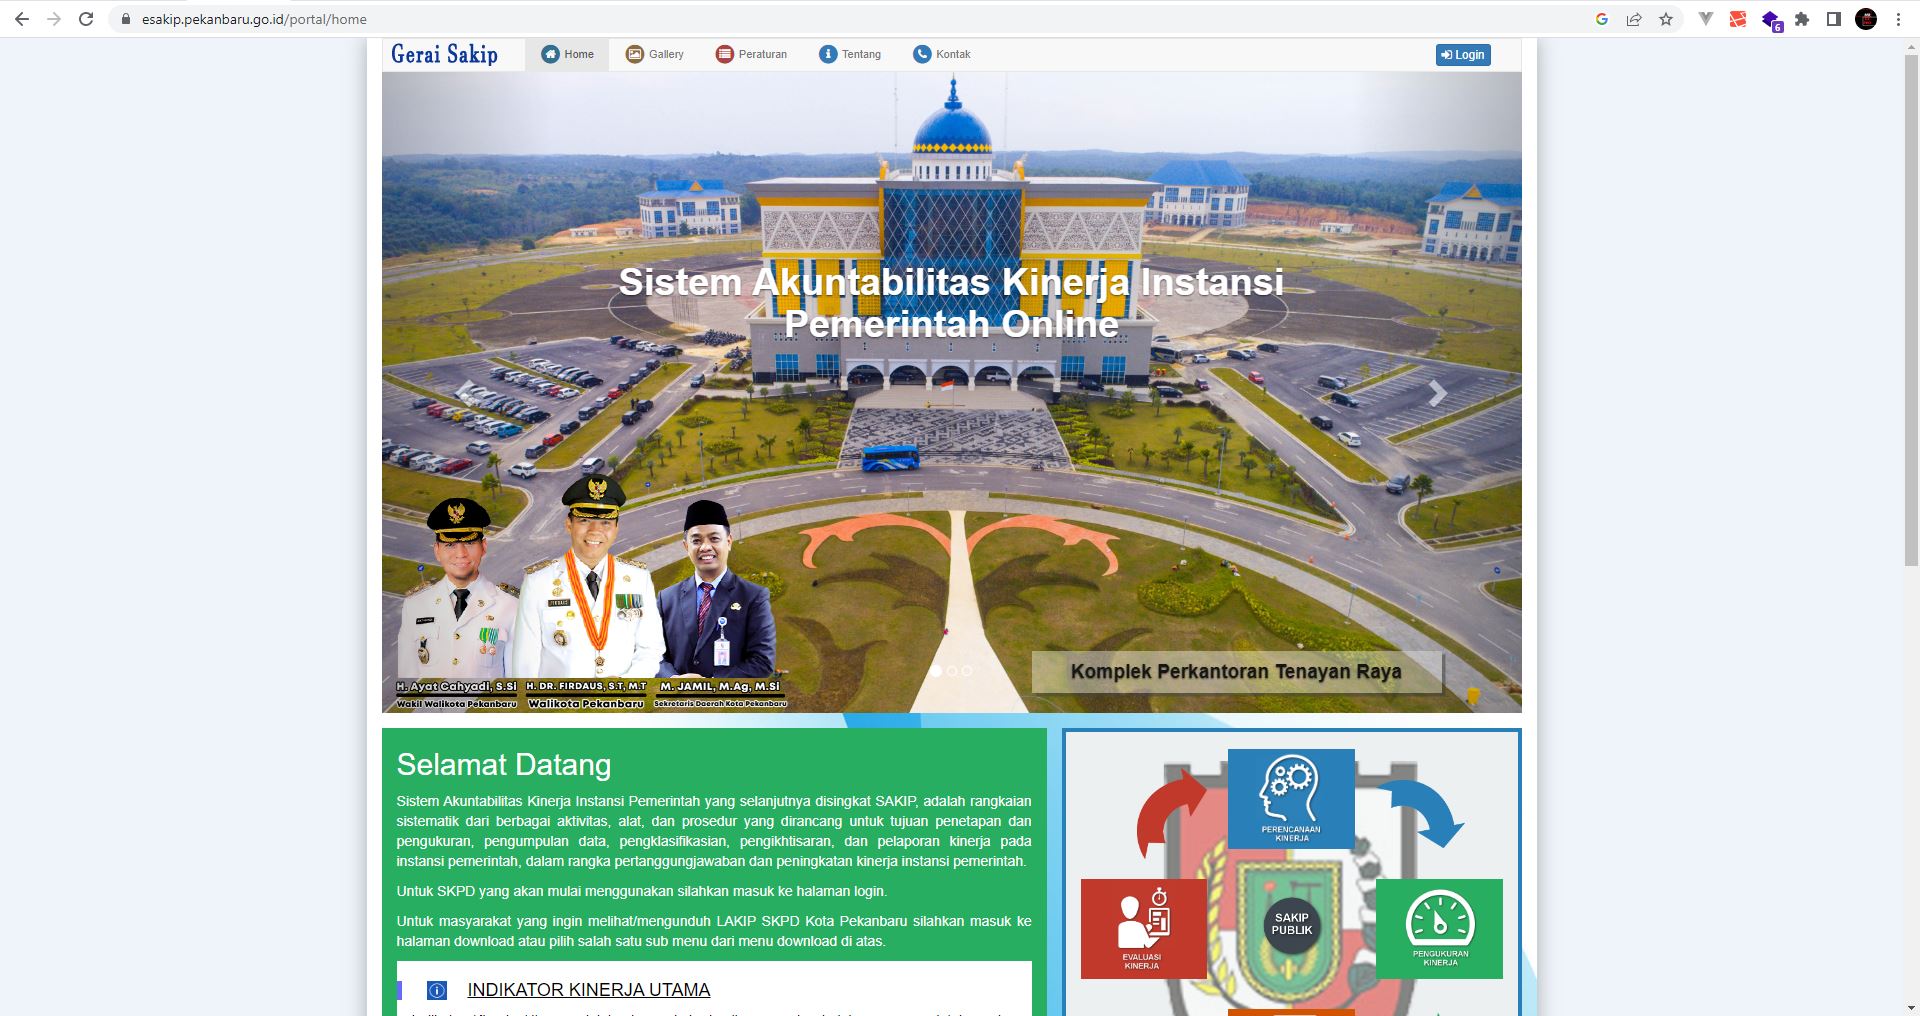 esakip.pekanbaru.go.id/portal/home
6
Gerai Sakip
Home
Gallery
Peraturan
Tentang
Kontak
Login
Sistem Akuntabilitas Kinerja Instansi
Pemerintah Online
FIRDAUS
H. Ayat Cahyadi, S.Si
Wakil Walikota Pekanbaru
H. DR. FIRDAUS, S.T, M.T
Walikota Pekanbaru
M. JAMIL, M.Ag, M.Si
Sekretaris Daerah Kota Pekanbaru
Komplek Perkantoran Tenayan Raya
Selamat Datang
Sistem Akuntabilitas Kinerja Instansi Pemerintah yang selanjutnya disingkat SAKIP, adalah rangkaian
sistematik dari berbagai aktivitas, alat, dan prosedur yang dirancang untuk tujuan penetapan dan
pengukuran, pengumpulan data, pengklasifikasian, pengikhtisaran, dan pelaporan kinerja pada
instansi pemerintah, dalam rangka pertanggungjawaban dan peningkatan kinerja instansi pemerintah.
Untuk SKPD yang akan mulai menggunakan silahkan masuk ke halaman login.
Untuk masyarakat yang ingin melihat/mengunduh LAKIP SKPD Kota Pekanbaru silahkan masuk ke
halaman download atau pilih salah satu sub menu dari menu download di atas.
INDIKATOR KINERJA UTAMA
PERENCANAAN
KINERJA
EVALUASI
KINERJA
SAKIP
PUBLIK
PENGUKURAN
KINERJA